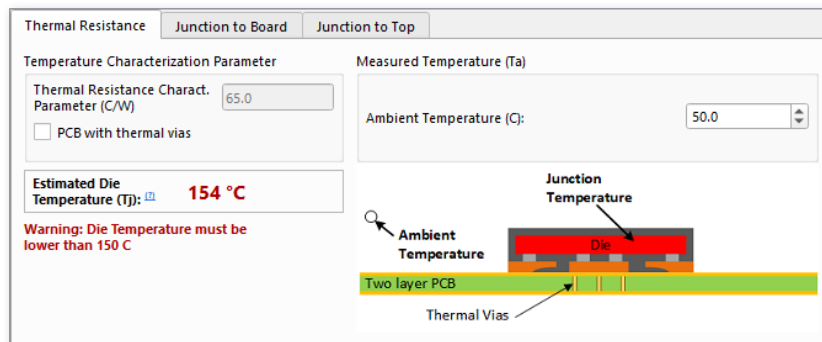 Thermal Resistance
Junction to Board
Junction to Top
Temperature Characterization Parameter
Thermal Resistance Charact.
Parameter (C/W)
65.0
PCB with thermal vias
Estimated Die
Temperature (Tj): [?]
154 °C
Warning: Die Temperature must be
lower than 150 C
Measured Temperature (Ta)
Ambient Temperature (C):
50.0
Junction
Temperature
Ambient
Temperature
Die
Two layer PCB
Thermal Vias